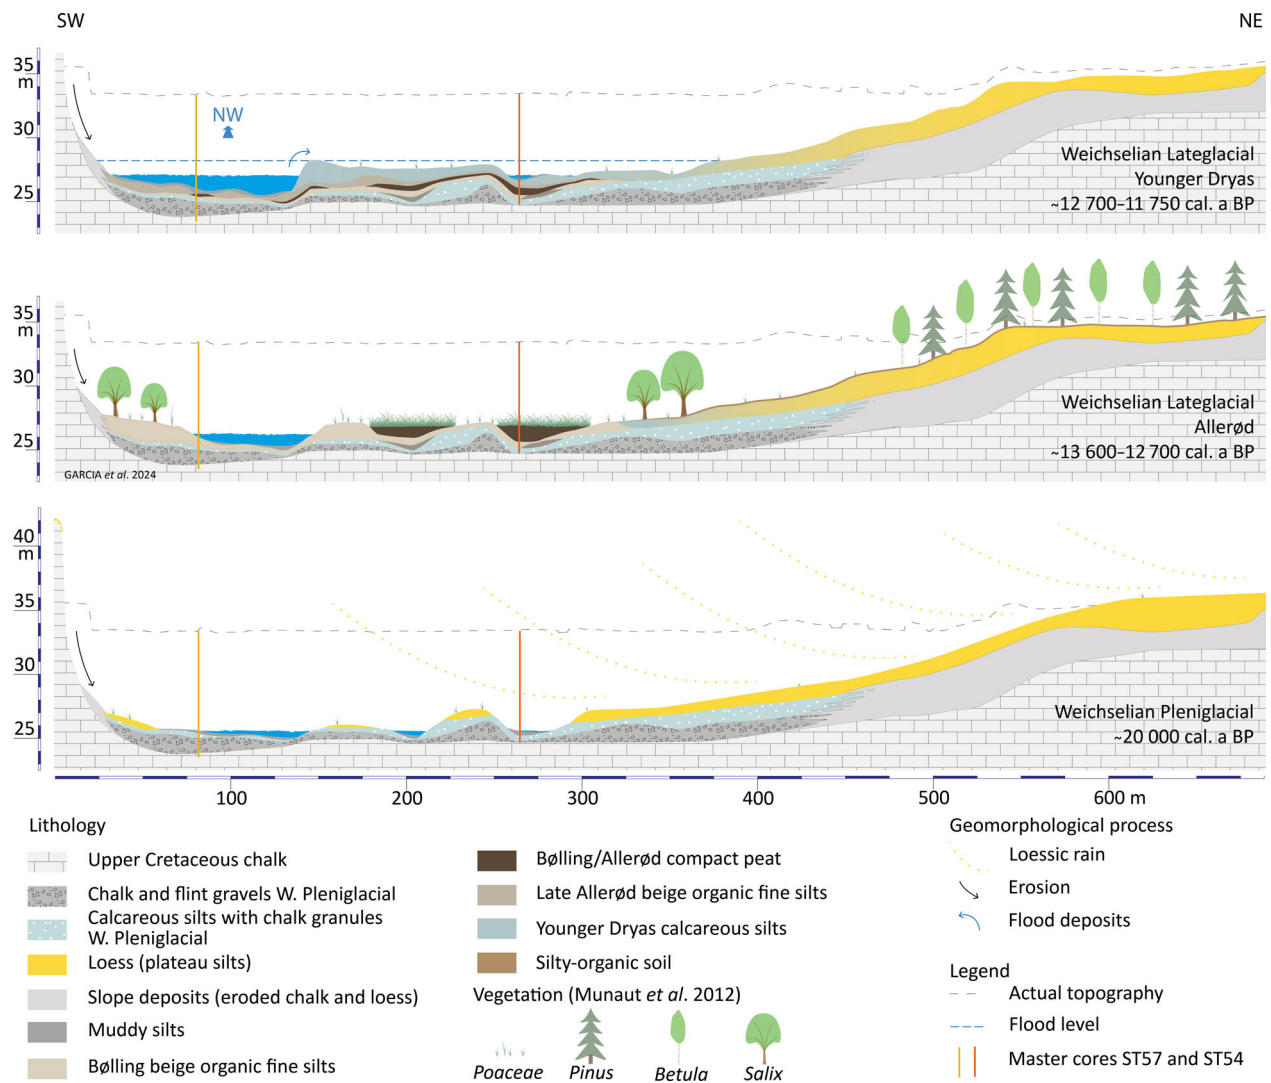 SW
NE
35
m
30
25
NW
Weichselian Lateglacial
Younger Dryas
~12 700–11 750 cal. a BP
35
m
30
25
Weichselian Lateglacial
Allerød
~13 600–12 700 cal. a BP
GARCIA et al. 2024
40
m
35
30
25
Weichselian Pleniglacial
~20 000 cal. a BP
100
200
300
400
500
600 m
Lithology
Upper Cretaceous chalk
Chalk and flint gravels W. Pleniglacial
Calcareous silts with chalk granules
W. Pleniglacial
Loess (plateau silts)
Slope deposits (eroded chalk and loess)
Muddy silts
Bølling beige organic fine silts
Bølling/Allerød compact peat
Late Allerød beige organic fine silts
Younger Dryas calcareous silts
Silty-organic soil
Vegetation (Munaut et al. 2012)
Poaceae
Pinus
Betula
Salix
Geomorphological process
Loessic rain
Erosion
Flood deposits
Legend
Actual topography
Flood level
Master cores ST57 and ST54